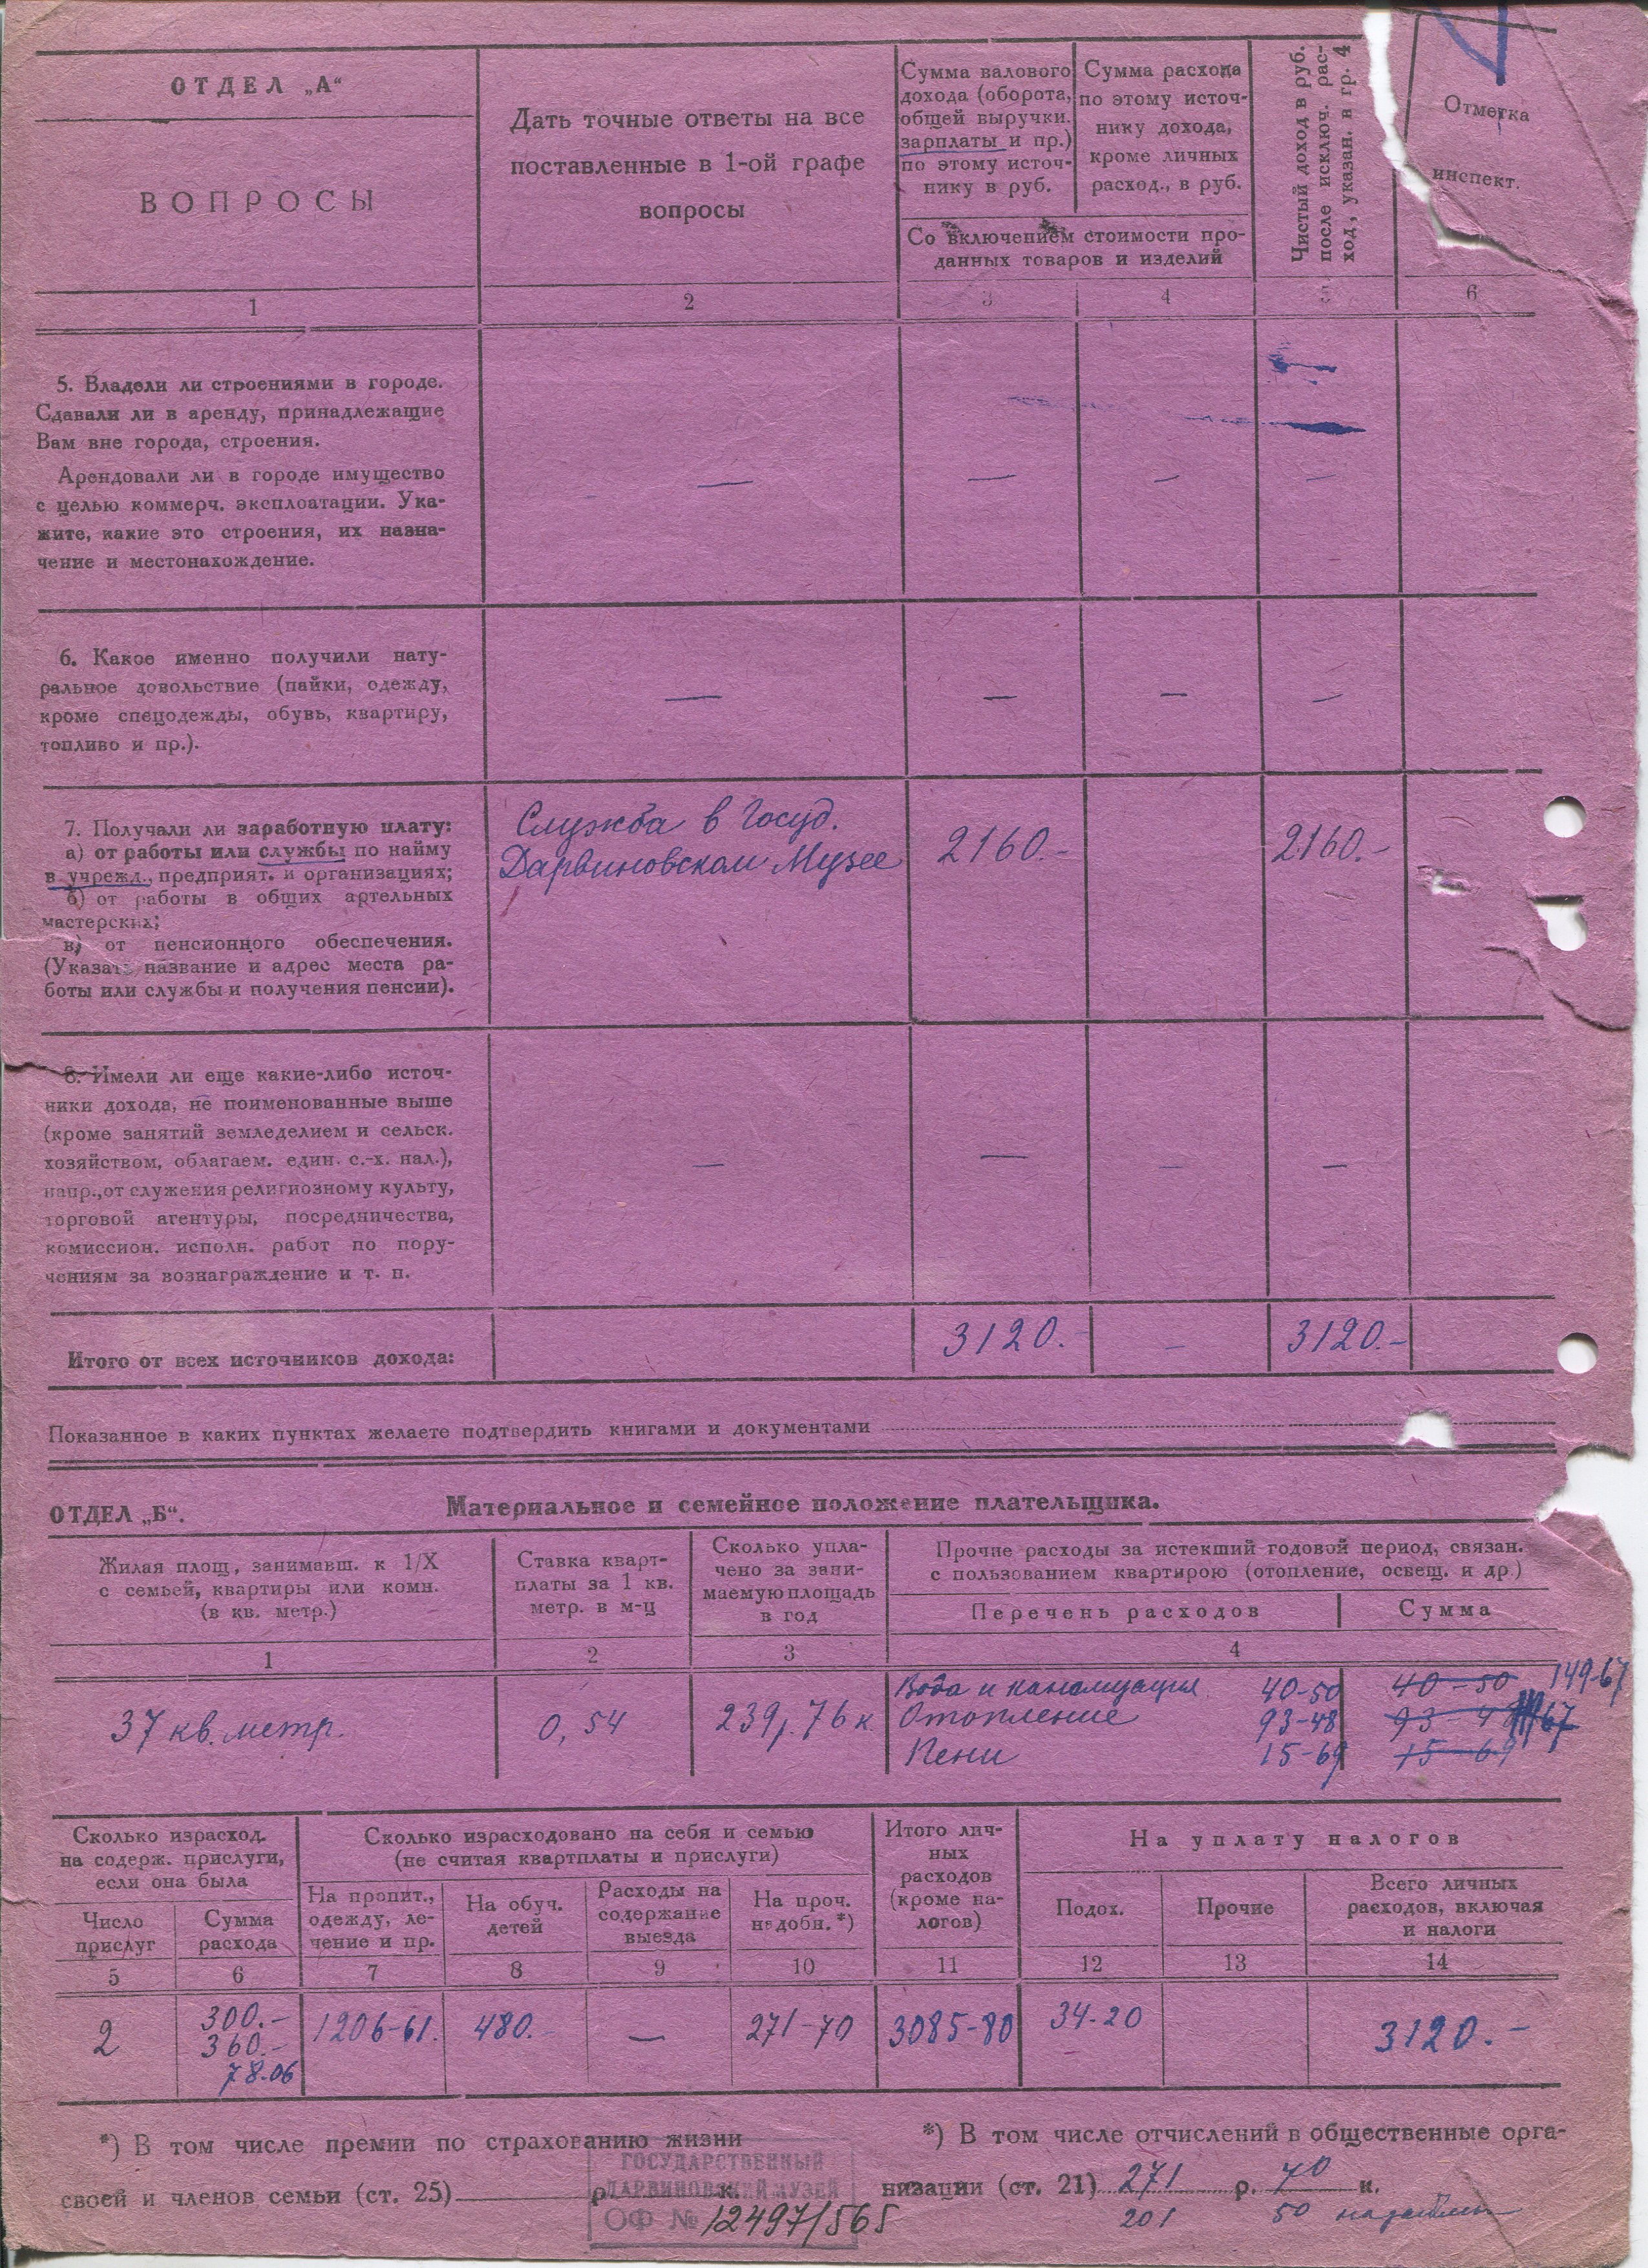 ОТДЕЛ „А“
ВОПРОСЫ
Дать точные ответы на все
поставленные в 1-ой графе
вопросы
Сумма валового
дохода (оборота,
общей выручки.
зарплаты и пр.)
по этому источ-
нику в руб.
Сумма расхода
по этому источ-
нику дохода,
кроме личных
расход., в руб.
Со включением стоимости про-
данных товаров и изделий
Чистый доход в руб.
после исключ. рас-
ход., указан. в гр. 4
Отметка
инспект.
1
2
3
4
6
5. Владели ли строениями в городе.
Сдавали ли в аренду, принадлежащие
Вам вне города, строения.
Арендовали ли в городе имущество
с целью коммерч. эксплоатации. Ука-
жите, какие это строения, их назна-
чение и местонахождение.
— — — —
6. Какое именно получили нату-
ральное довольствие (пайки, одежду,
кроме спецодежды, обувь, квартиру,
топливо и пр.).
— — — —
7. Получали ли заработную плату:
а) от работы или службы по найму
в учрежд., предприят. и организациях;
б) от работы в общих артельных
мастерских;
в) от пенсионного обеспечения.
(Указать название и адрес места ра-
боты или службы и получения пенсии).
Служба в Госуд.
Дарвиновском Музее
2160.-
2160.-
8. Имели ли еще какие-либо источ-
ники дохода, не поименованные выше
(кроме занятий земледелием и сельск.
хозяйством, облагаем. един. с.-х. нал.),
напр., от служения религиозному культу,
торговой агентуры, посредничества,
комиссион. исполн. работ по пору-
чениям за вознаграждение и т. п.
— — — —
Итого от всех источников дохода:
3120.-
—
3120.-
Показанное в каких пунктах желаете подтвердить книгами и документами
ОТДЕЛ „Б“.
Материальное и семейное положение плательщика.
Жилая площ., занимавш. к 1/X
с семьей, квартиры или комн.
(в кв. метр.)
Ставка кварт-
платы за 1 кв.
метр. в м-ц
Сколько упла-
чено за зани-
маемую площадь
в год
Прочие расходы за истекший годовой период, связан.
с пользованием квартирою (отопление, освещ. и др.)
Перечень расходов
Сумма
1
2
3
4
37 кв. метр.
0,54
239р. 76к
Вода и канализация 40-50 40-50 149-67
Отопление 93-48 93-48
Пени 15-69 15-69
Сколько израсход.
на содерж. прислуги,
если она была
Число
прислуг
Сумма
расхода
Сколько израсходовано на себя и семью
(не считая квартплаты и прислуги)
На пропит.,
одежду, ле-
чение и пр.
На обуч.
детей
Расходы на
содержание
выезда
На проч.
надобн. *)
Итого лич-
ных
расходов
(кроме на-
логов)
На уплату налогов
Подох.
Прочие
Всего личных
расходов, включая
и налоги
5
6
7
8
9
10
11
12
13
14
2
300.-
360.-
78.06
1206-61.
480.-
—
271-70
3085-80
34-20
3120.-
*) В том числе премии по страхованию жизни
своей и членов семьи (ст. 25) р. к.
*) В том числе отчислений в общественные орга-
низации (ст. 21) 271 р. 70 к.
201 50
ГОСУДАРСТВЕННЫЙ
ДАРВИНОВСКИЙ МУЗЕЙ
ОФ № 12497/565